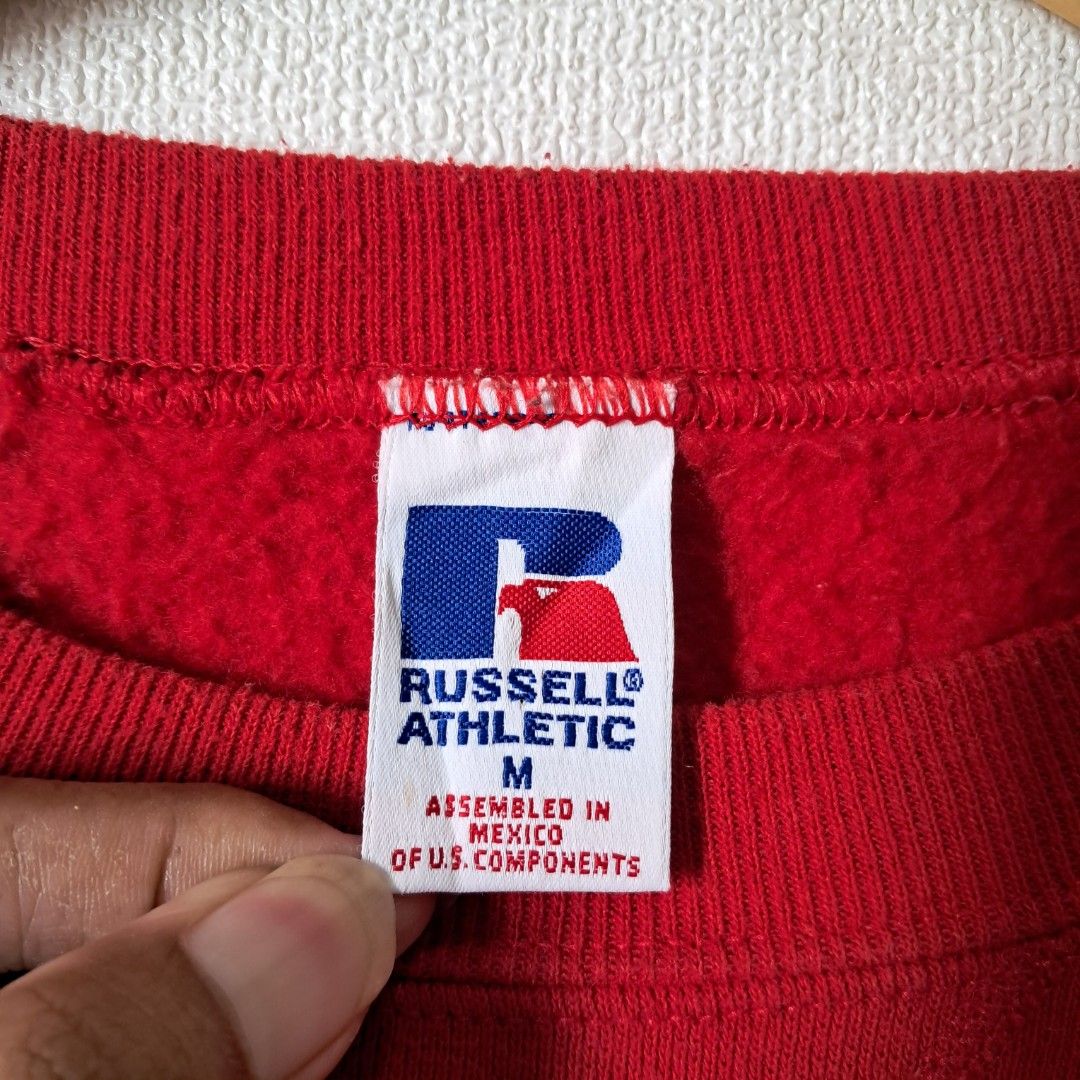 RUSSELL®
ATHLETIC
M
ASSEMBLED IN
MEXICO
OF U.S. COMPONENTS